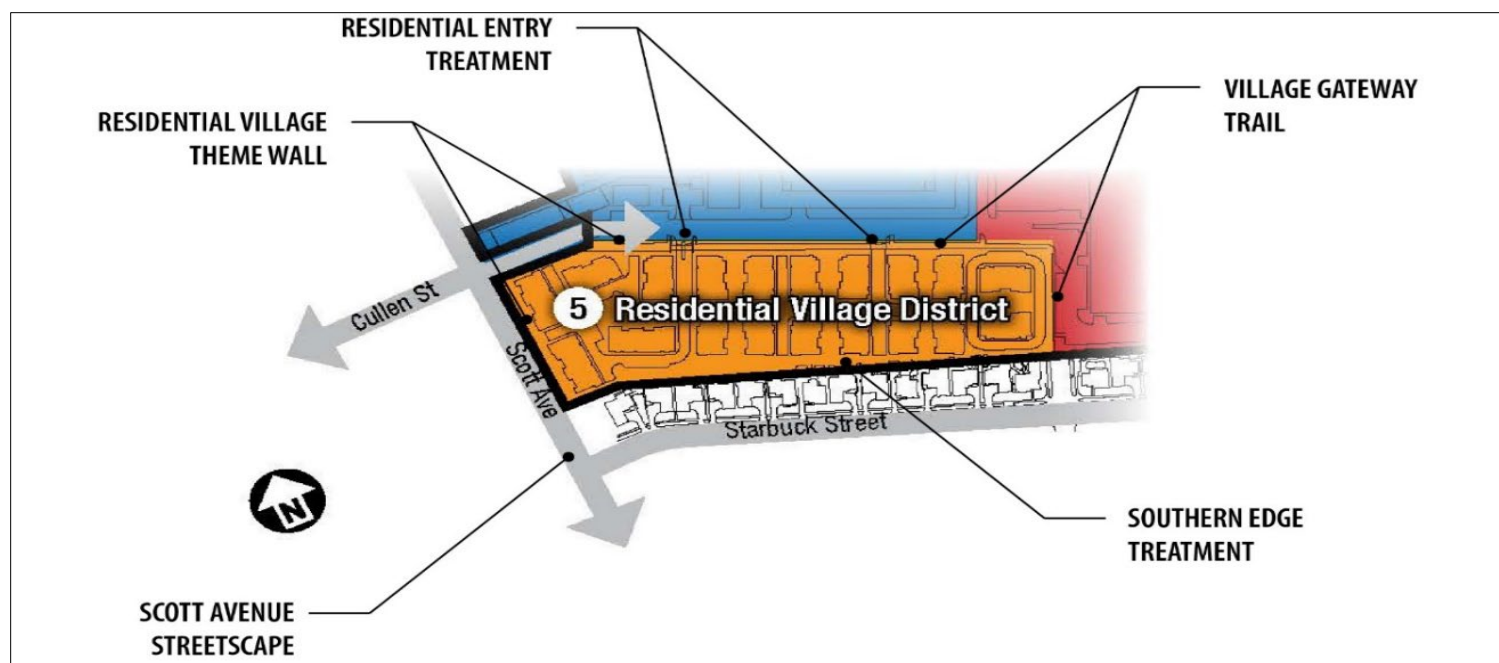 RESIDENTIAL ENTRY
TREATMENT
VILLAGE GATEWAY
TRAIL
RESIDENTIAL VILLAGE
THEME WALL
Cullen St
5 Residential Village District
Scott Ave
Starbuck Street
N
SOUTHERN EDGE
TREATMENT
SCOTT AVENUE
STREETSCAPE